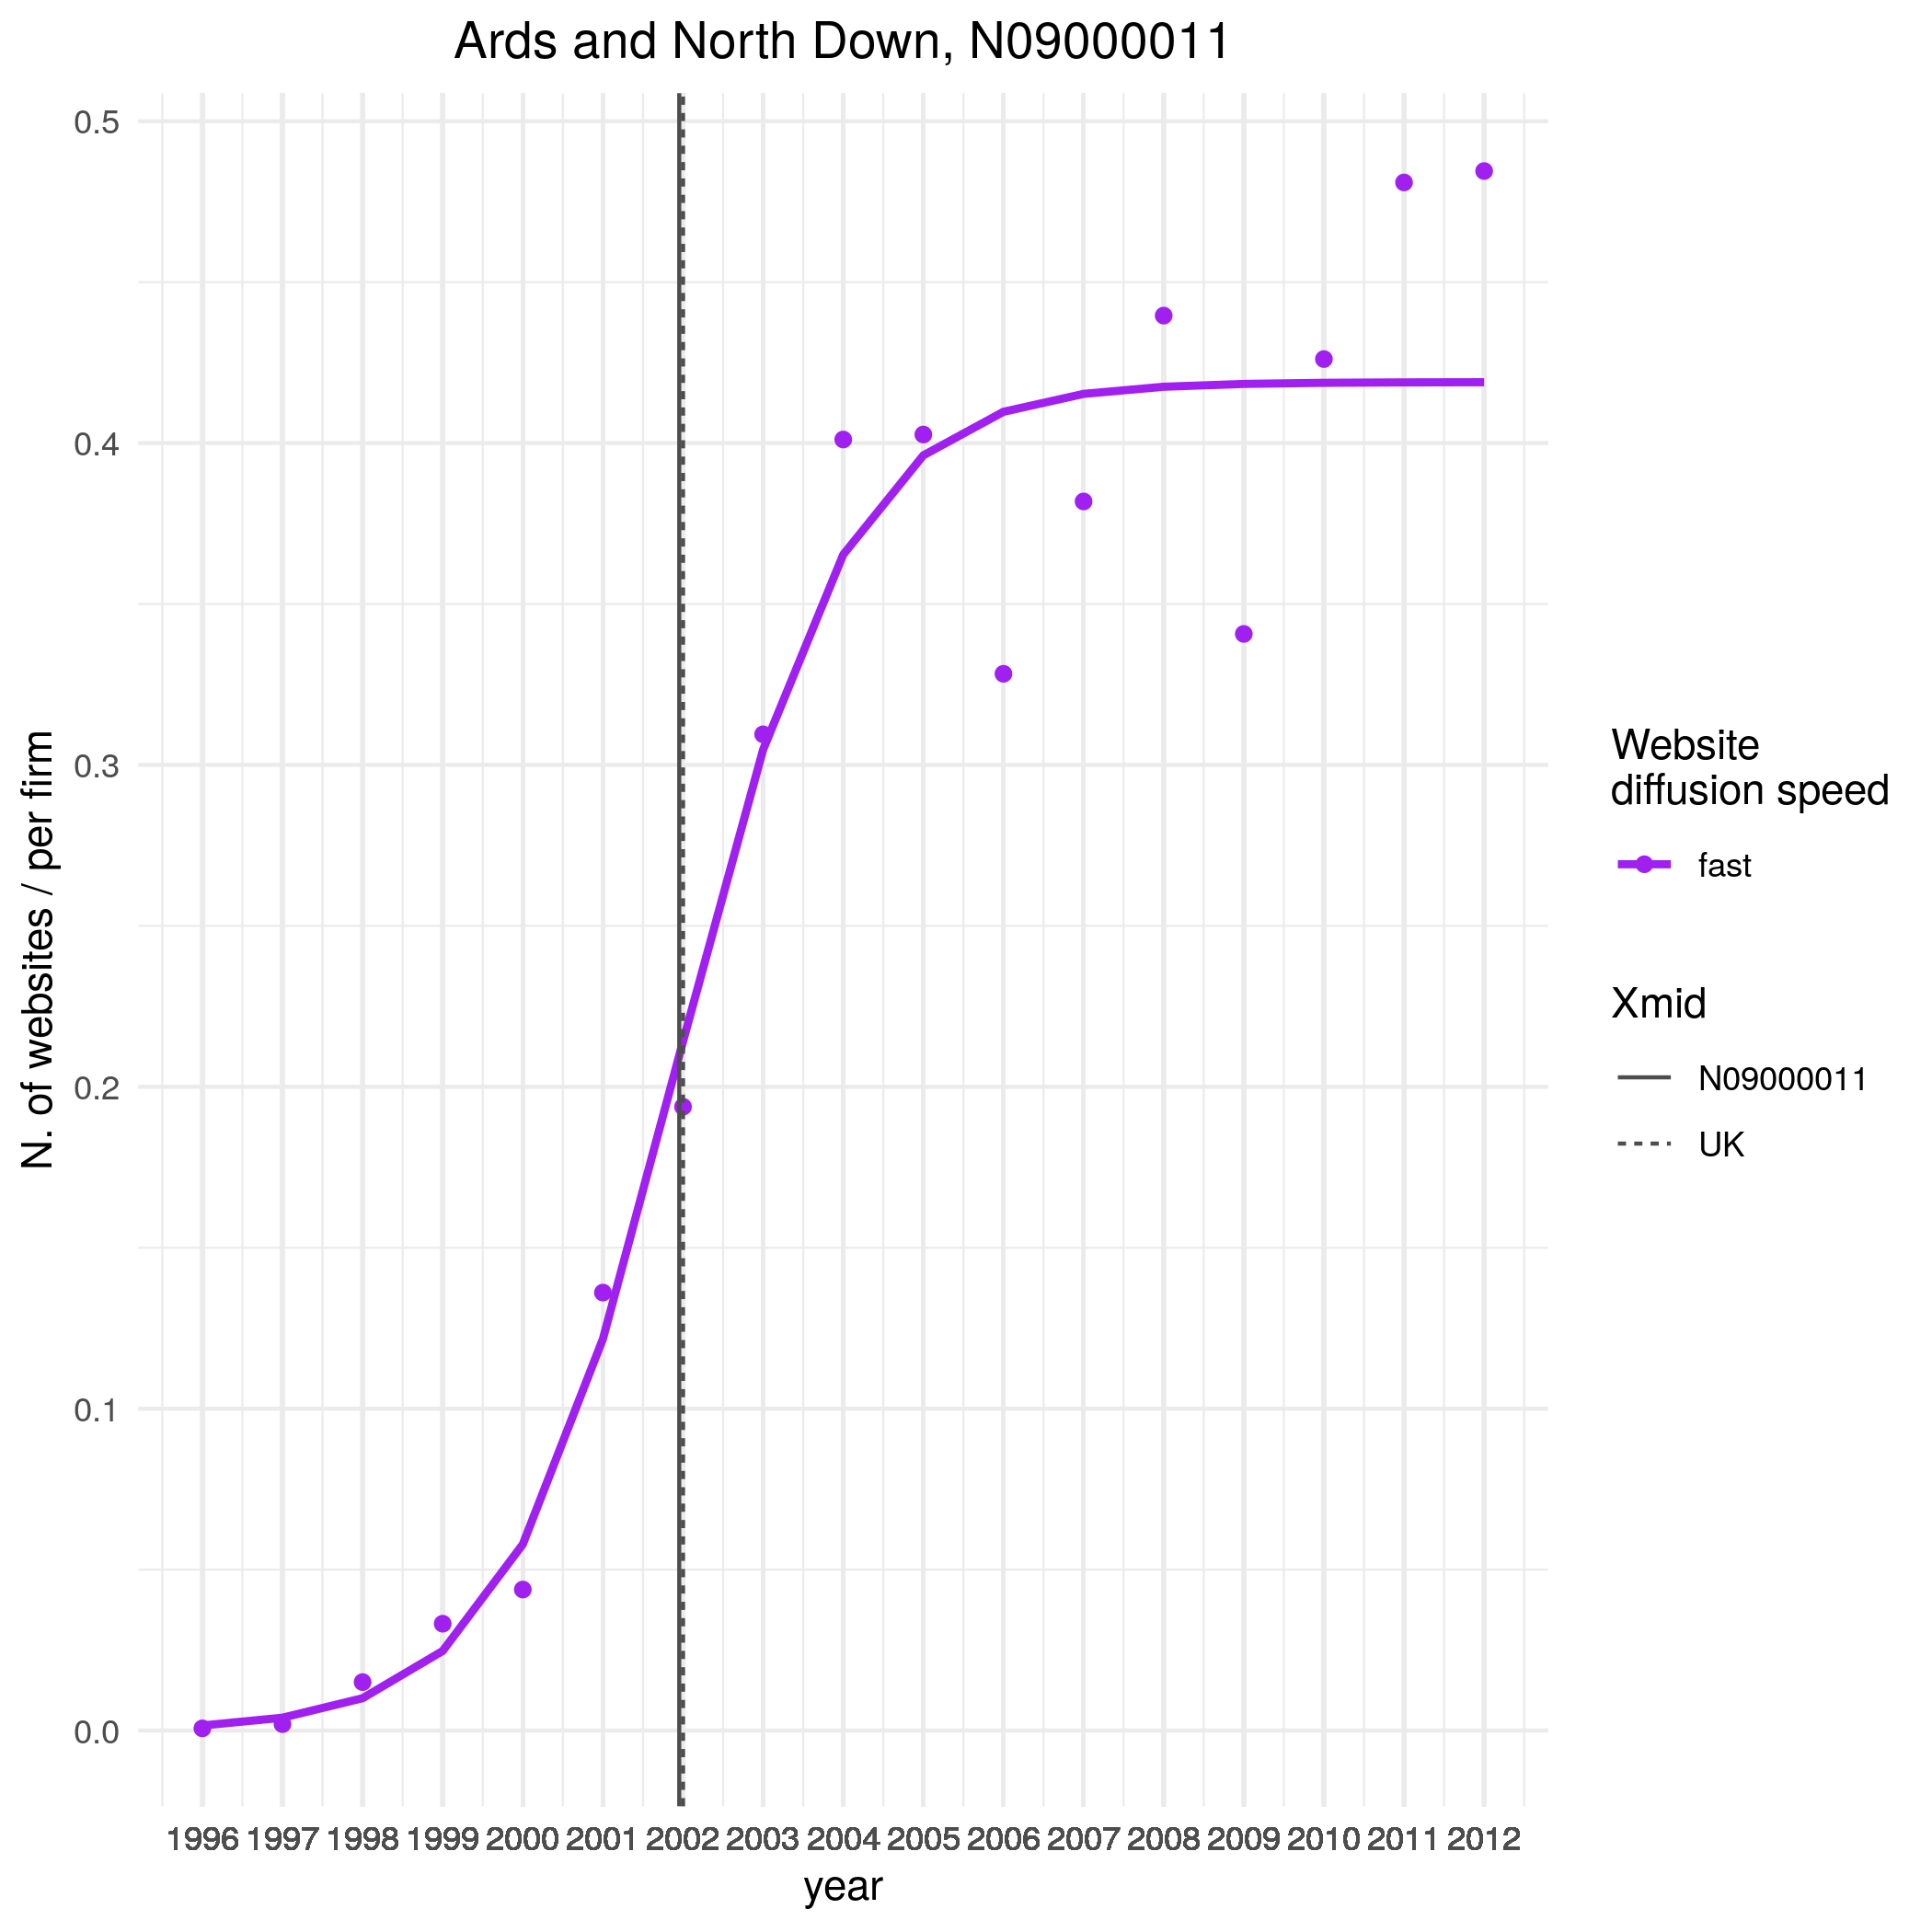 Ards and North Down, N09000011
0.5
0.4
0.3
0.2
0.1
0.0
N. of websites / per firm
1996 1997 1998 1999 2000 2001 2002 2003 2004 2005 2006 2007 2008 2009 2010 2011 2012
year
Website
diffusion speed
fast
Xmid
N09000011
UK